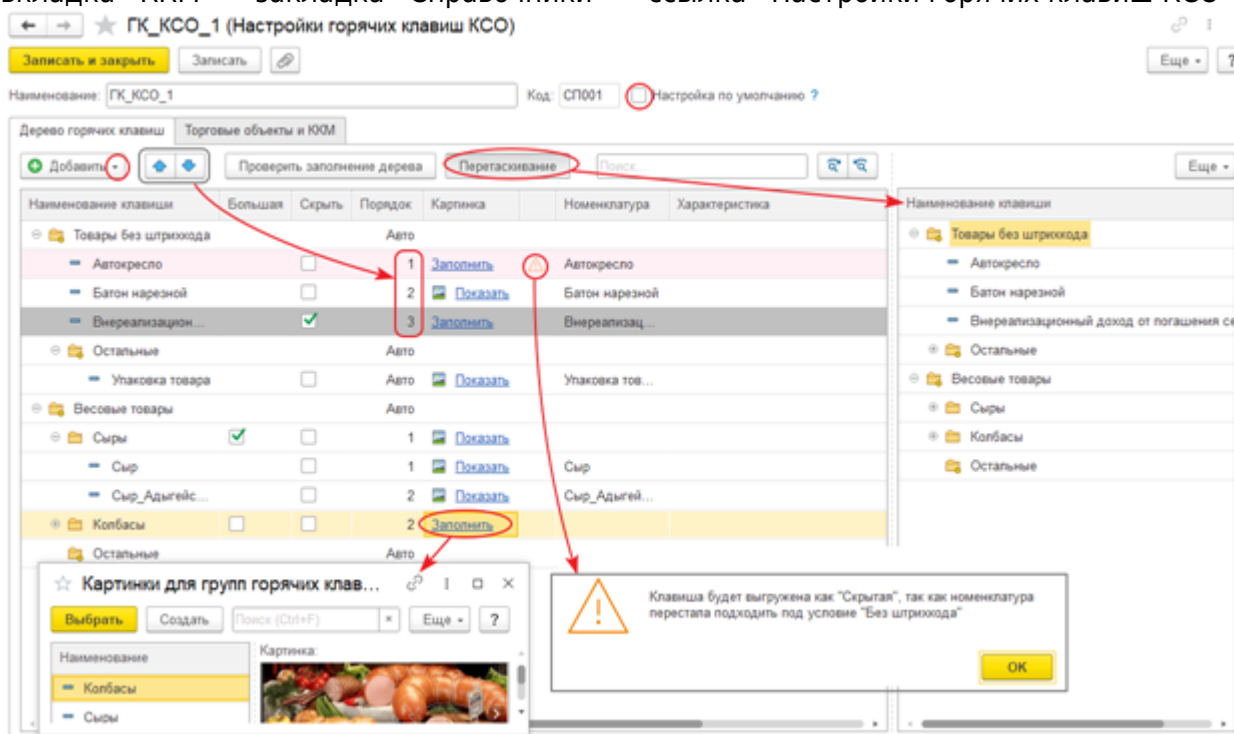 ГК_КСО_1 (Настройки горячих клавиш КСО)
Записать и закрыть Записать Еще ?
Наименование: ГК_КСО_1 Код: СП001 Настройка по умолчанию ?
Дерево горячих клавиш Торговые объекты и ККМ
Добавить Проверить заполнение дерева Перетаскивание Поиск... Еще
Наименование клавиши Большая Скрыть Порядок Картинка Номенклатура Характеристика Наименование клавиши
Товары без штрихкода Авто Товары без штрихкода
Автокресло 1 Заполнить Автокресло Автокресло
Батон нарезной 2 Показать Батон нарезной Батон нарезной
Внереализацион... 3 Заполнить Внереализац... Внереализационный доход от погашения се
Остальные Авто Остальные
Упаковка товара Авто Показать Упаковка тов... Весовые товары
Весовые товары Авто Сыры
Сыры 1 Показать Колбасы
Сыр 1 Показать Сыр Остальные
Сыр_Адыгейс... 2 Показать Сыр_Адыгей...
Колбасы 2 Заполнить
Остальные Авто
Картинки для групп горячих клав...
Выбрать Создать Поиск (Ctrl+F) × Еще ?
Наименование Картинка:
Колбасы
Сыры
Клавиша будет выгружена как "Скрытая", так как номенклатура
перестала подходить под условие "Без штрихкода"
ОК